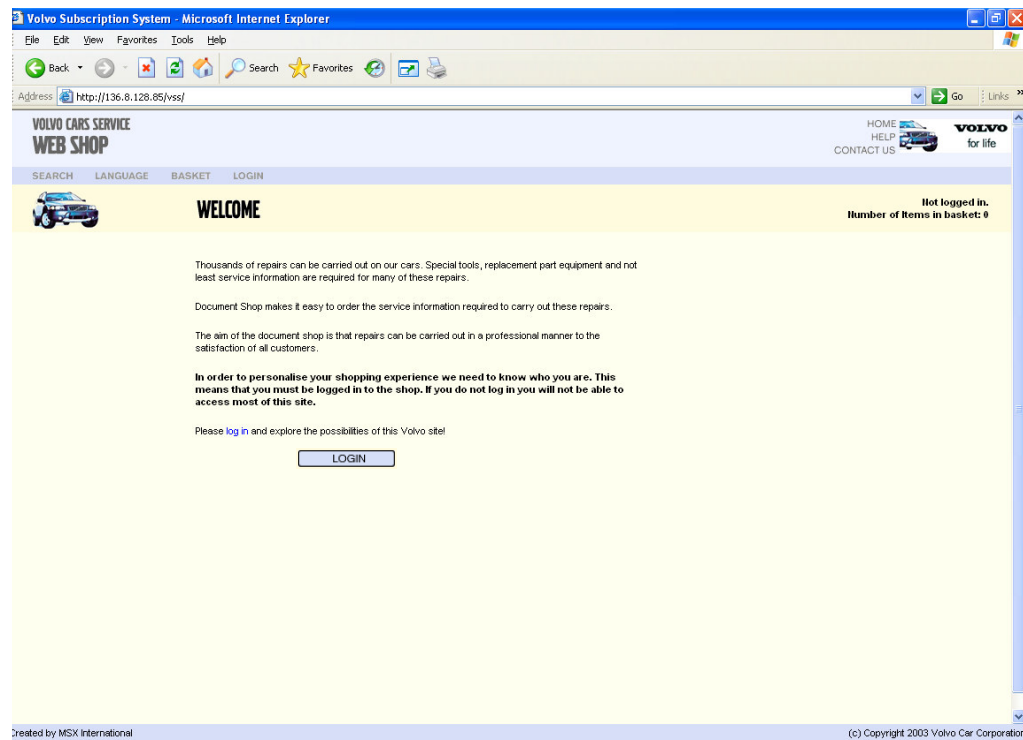 Volvo Subscription System - Microsoft Internet Explorer
File Edit View Favorites Tools Help
Back Search Favorites
Address http://136.8.128.85/vss/ Go Links »
VOLVO CARS SERVICE
WEB SHOP
HOME
HELP
CONTACT US
VOLVO
for life
SEARCH LANGUAGE BASKET LOGIN
WELCOME
Not logged in.
Number of Items in basket: 0
Thousands of repairs can be carried out on our cars. Special tools, replacement part equipment and not
least service information are required for many of these repairs.
Document Shop makes it easy to order the service information required to carry out these repairs.
The aim of the document shop is that repairs can be carried out in a professional manner to the
satisfaction of all customers.
In order to personalise your shopping experience we need to know who you are. This
means that you must be logged in to the shop. If you do not log in you will not be able to
access most of this site.
Please log in and explore the possibilities of this Volvo site!
LOGIN
Created by MSX International
(c) Copyright 2003 Volvo Car Corporation